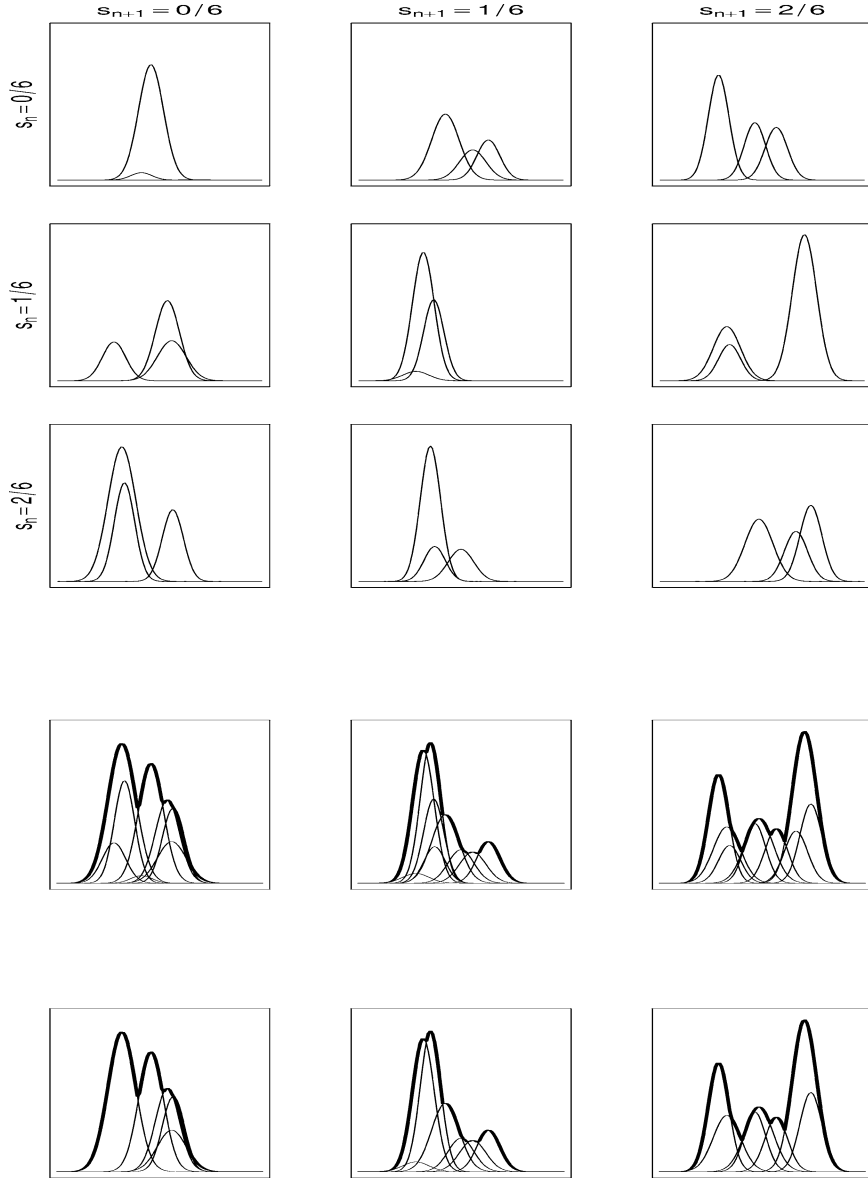 sₙ₊₁ = 0/6
sₙ₊₁ = 1/6
sₙ₊₁ = 2/6
sₙ=0/6
sₙ=1/6
sₙ=2/6